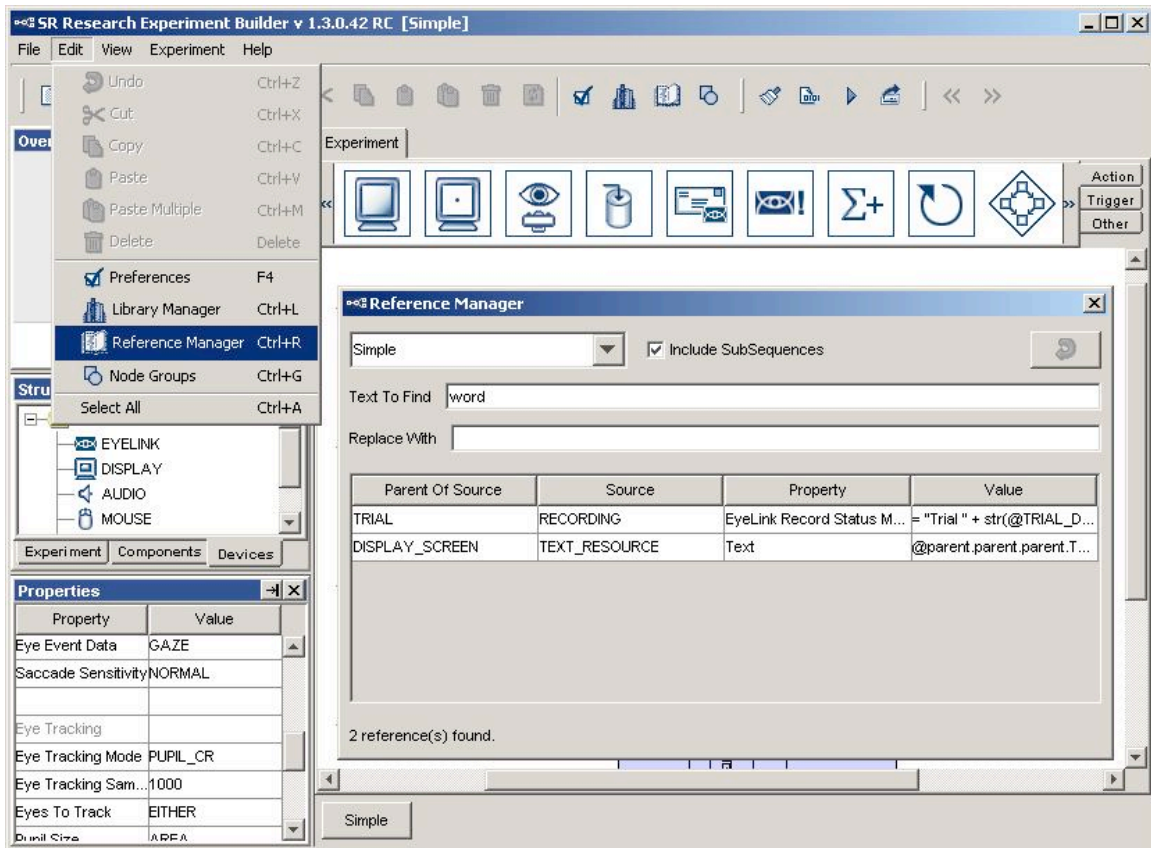 SR Research Experiment Builder v 1.3.0.42 RC [Simple]
File Edit View Experiment Help
Undo Ctrl+Z
Cut Ctrl+X
Copy Ctrl+C
Paste Ctrl+V
Paste Multiple Ctrl+M
Delete Delete
Preferences F4
Library Manager Ctrl+L
Reference Manager Ctrl+R
Node Groups Ctrl+G
Select All Ctrl+A
Over
Experiment
Action
Trigger
Other
Reference Manager
Simple Include SubSequences
Text To Find word
Replace With
Parent Of Source Source Property Value
TRIAL RECORDING EyeLink Record Status M... = "Trial " + str(@TRIAL_D...
DISPLAY_SCREEN TEXT_RESOURCE Text @parent.parent.parent.T...
2 reference(s) found.
Stru
EYELINK
DISPLAY
AUDIO
MOUSE
Experiment Components Devices
Properties
Property Value
Eye Event Data GAZE
Saccade Sensitivity NORMAL
Eye Tracking
Eye Tracking Mode PUPIL_CR
Eye Tracking Sam... 1000
Eyes To Track EITHER
Pupil Size AREA
Simple